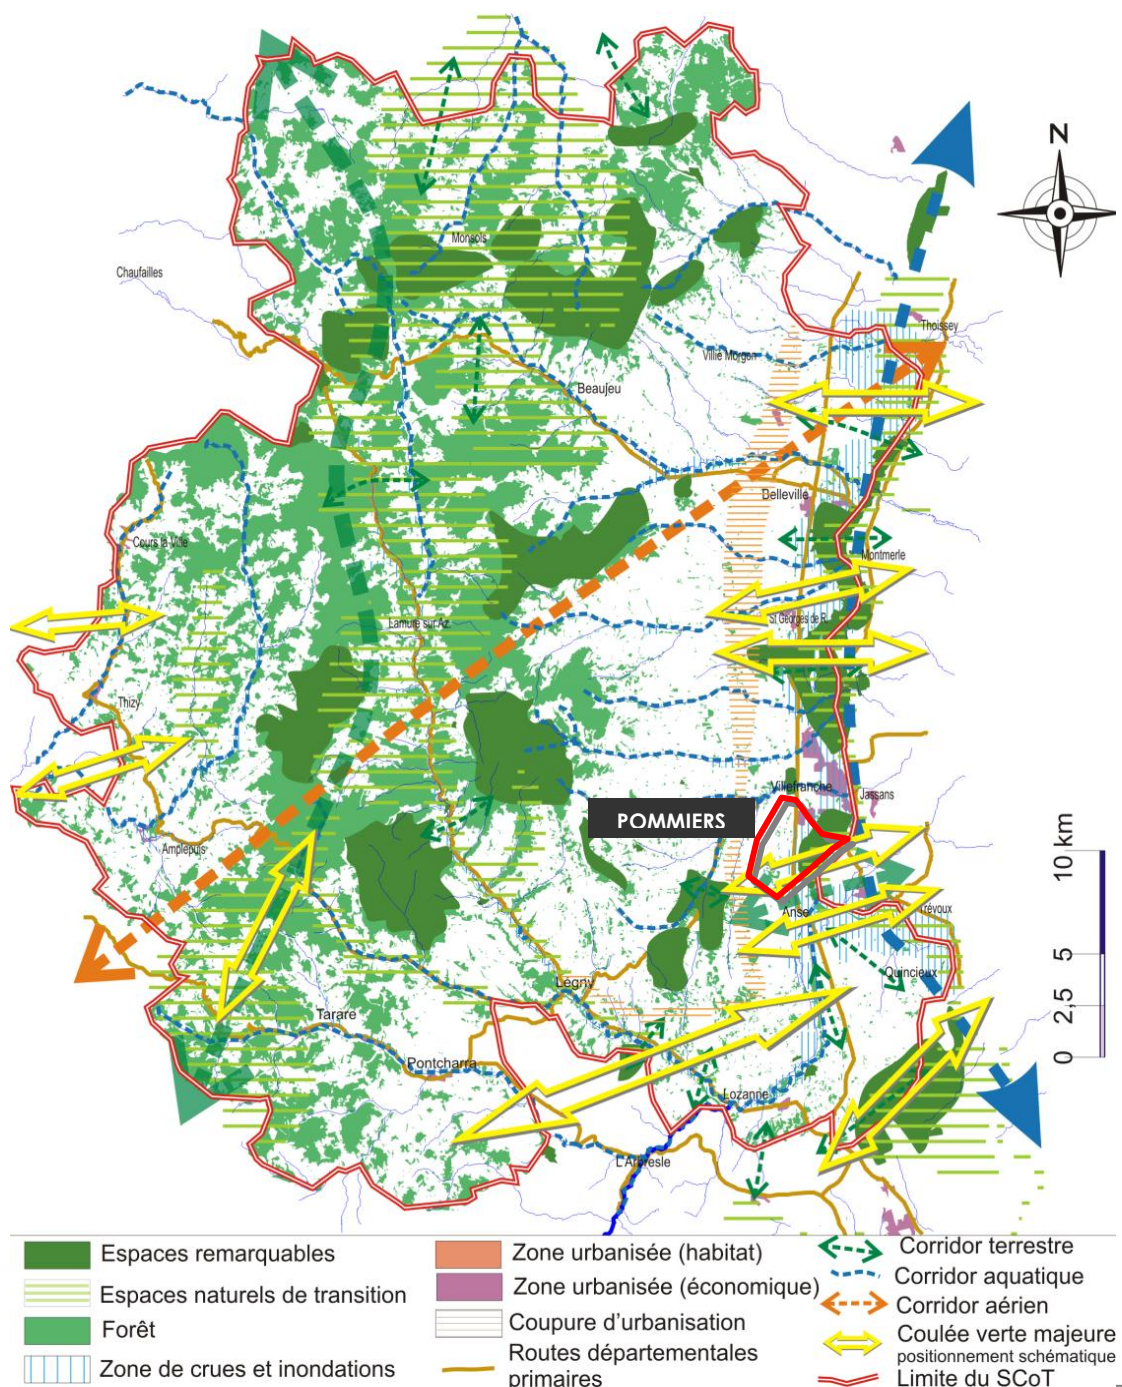 N
Chaufailles
Monsols
Thoissey
Villié Morgon
Beaujeu
Belleville
Cours la Ville
Montmerle
Lamure sur Az.
St Georges de R.
Thizy
Villefranche
Jassans
POMMIERS
Amplepuis
Anse
Trévoux
Quincieux
Légny
Tarare
Pontcharra
Lozanne
L'Arbresle
10 km
5
2,5
0
Espaces remarquables
Espaces naturels de transition
Forêt
Zone de crues et inondations
Zone urbanisée (habitat)
Zone urbanisée (économique)
Coupure d'urbanisation
Routes départementales
primaires
Corridor terrestre
Corridor aquatique
Corridor aérien
Coulée verte majeure
positionnement schématique
Limite du SCoT